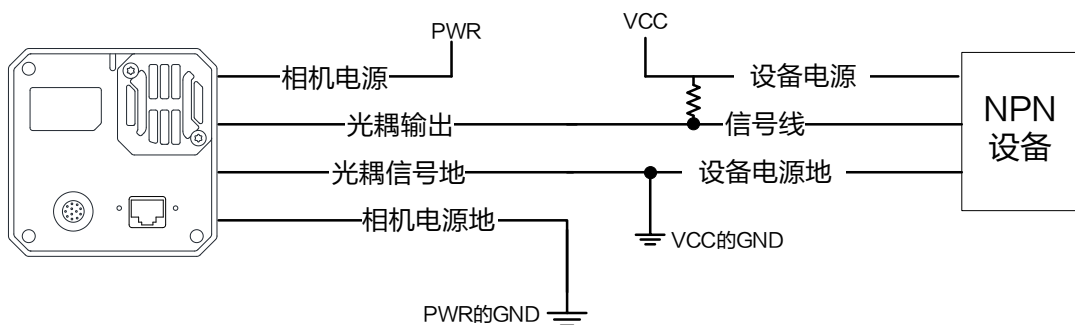 PWR
VCC
相机电源
设备电源
光耦输出
信号线
NPN
设备
光耦信号地
设备电源地
相机电源地
VCC的GND
PWR的GND